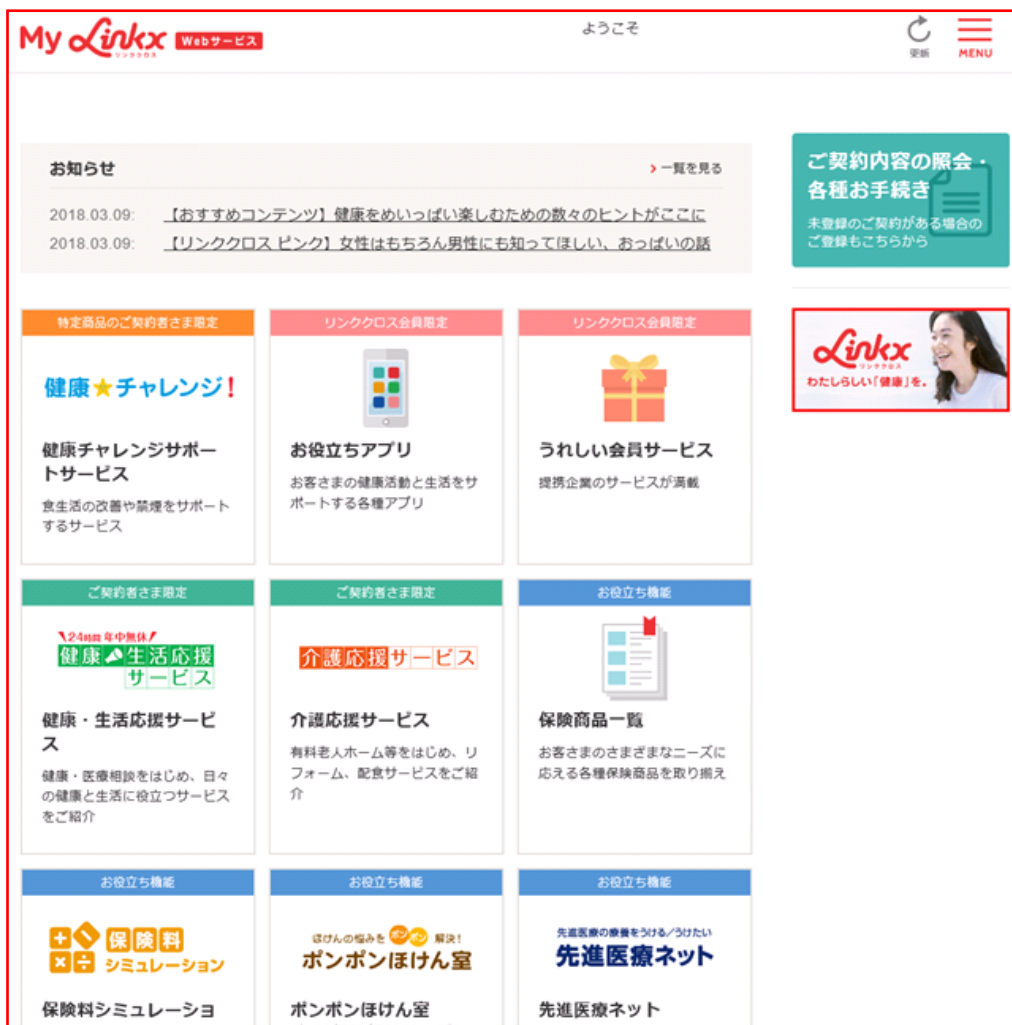 My Linkx Webサービス
リンククロス
ようこそ
更新
MENU
お知らせ
一覧を見る
2018.03.09: 【おすすめコンテンツ】健康をめいっぱい楽しむための数々のヒントがここに
2018.03.09: 【リンククロス ピンク】女性はもちろん男性にも知ってほしい、おっぱいの話
ご契約内容の照会・
各種お手続き
未登録のご契約がある場合の
ご登録もこちらから
Linkx
リンククロス
わたしらしい「健康」を。
特定商品のご契約者さま限定
健康★チャレンジ!
健康チャレンジサポー
トサービス
食生活の改善や禁煙をサポート
するサービス
リンククロス会員限定
お役立ちアプリ
お客さまの健康活動と生活をサ
ポートする各種アプリ
リンククロス会員限定
うれしい会員サービス
提携企業のサービスが満載
ご契約者さま限定
24時間 年中無休
健康生活応援
サービス
健康・生活応援サービ
ス
健康・医療相談をはじめ、日々
の健康と生活に役立つサービス
をご紹介
ご契約者さま限定
介護応援サービス
介護応援サービス
有料老人ホーム等をはじめ、リ
フォーム、配食サービスをご紹
介
お役立ち機能
保険商品一覧
お客さまのさまざまなニーズに
応える各種保険商品を取り揃え
お役立ち機能
保険料
シミュレーション
保険料シミュレーショ
お役立ち機能
ほけんの悩みを ポンポン 解決!
ポンポンほけん室
ポンポンほけん室
お役立ち機能
先進医療の療養をうける/うけたい
先進医療ネット
先進医療ネット